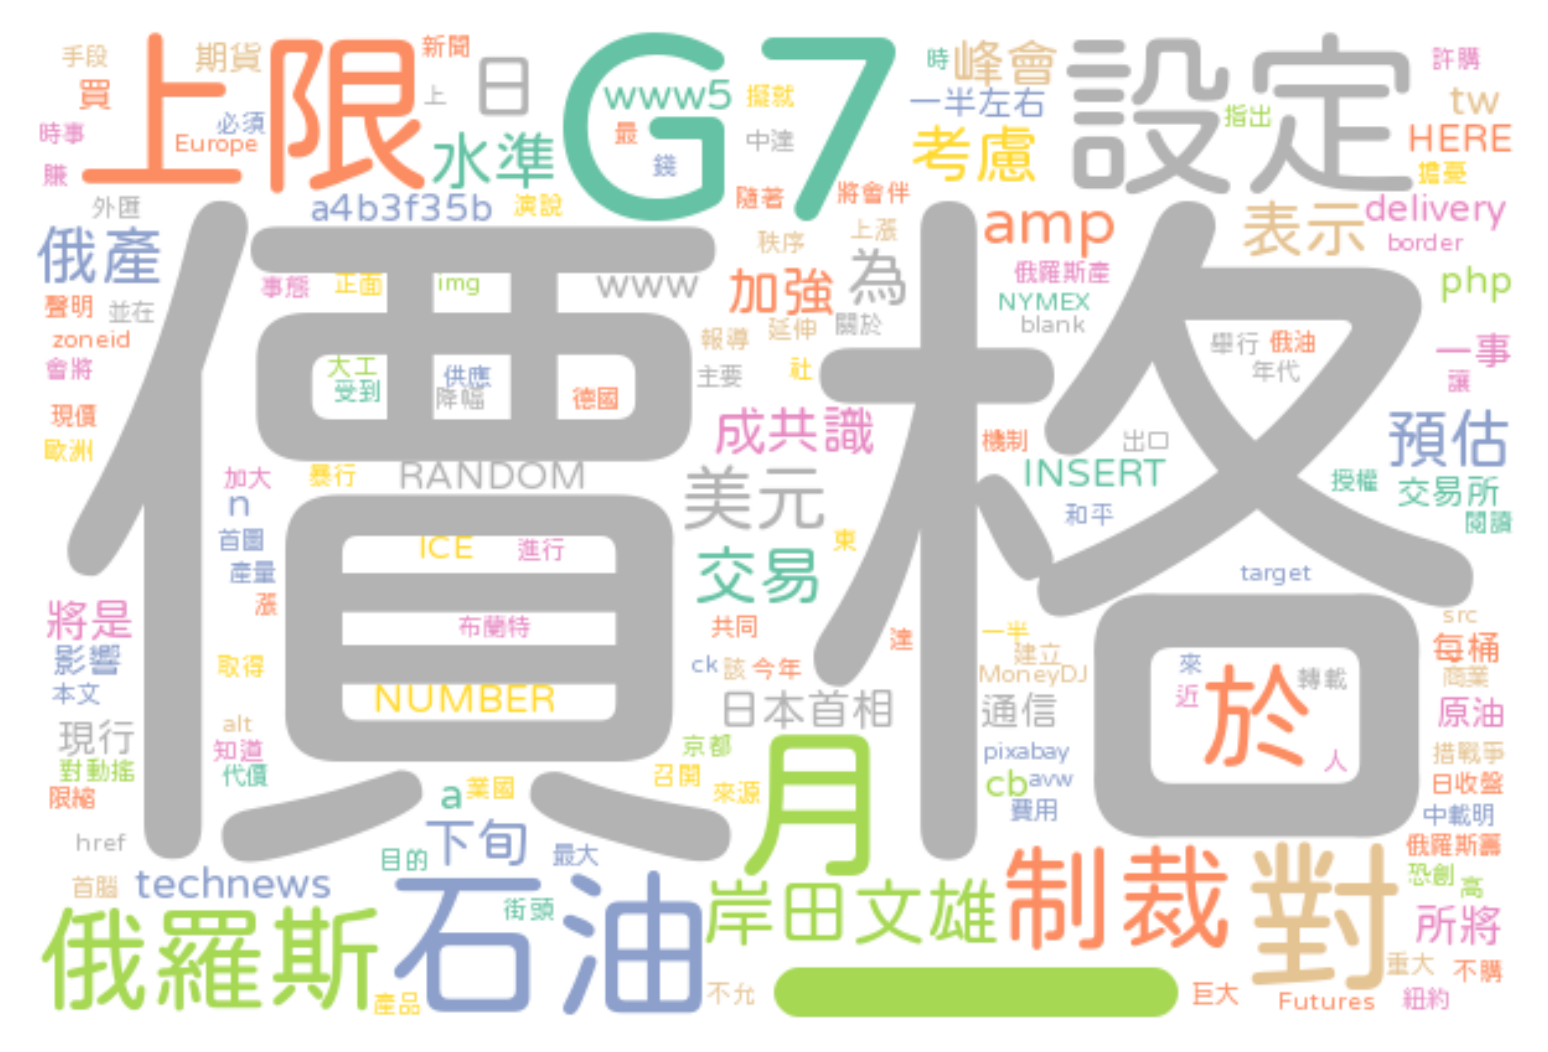 手段 上限 期貨 新聞 日 G7 時 峰會 設定 許購
買 上 www5 擬就 一半左右 tw
時事 必須 Europe 水準 最 中達 考慮 指出 HERE
賺 錢 隨著 將會伴 擔憂
外匯 a4b3f35b 演說 amp 表示 delivery
俄產 價格 秩序 上漲 border
事態 正面 img www 加強 為 俄羅斯產 php
聲明 並在 NYMEX
zoneid 報導 延伸 關於 blank 舉行 俄油 一事
會將 大工 供應 主要 社 年代 讓
受到 降幅 德國
現價 成共識 機制 出口 預估
歐洲
加大 暴行 RANDOM 美元 INSERT 授權 交易所
n 和平 閱讀
首圖 ICE 進行 交易 東
產量 target
漲
將是 布蘭特 共同 達 一半 src
影響 取得 ck 該 今年 建立 來 每桶
本文 NUMBER 日本首相 MoneyDJ 近 於 轉載 商業
現行 alt 通信 原油
知道 京都 月 pixabay 人 措戰爭
對動搖 代價 召開 cb avw 日收盤
限縮 a 業國 來源 費用 中載明
href 下旬 制裁 對 俄羅斯籌
首腦 technews 目的 最大 恐創 高
俄羅斯 石油 街頭 岸田文雄 所將
重大 不購
產品 不允 一 巨大 Futures 紐約